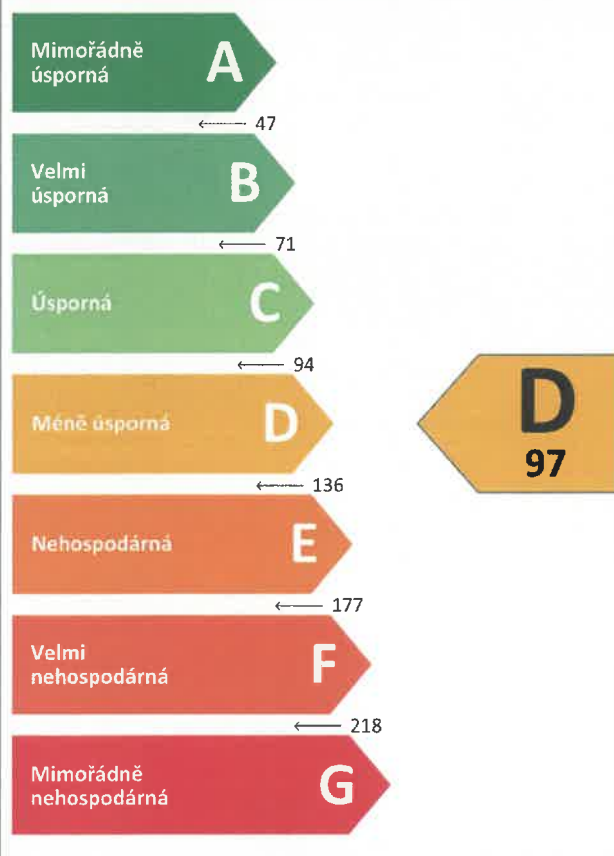 Mimořádně
úsporná
A
← 47
Velmi
úsporná
B
← 71
Úsporná
C
← 94
Méně úsporná
D
← 136
D
97
Nehospodárná
E
← 177
Velmi
nehospodárná
F
← 218
Mimořádně
nehospodárná
G